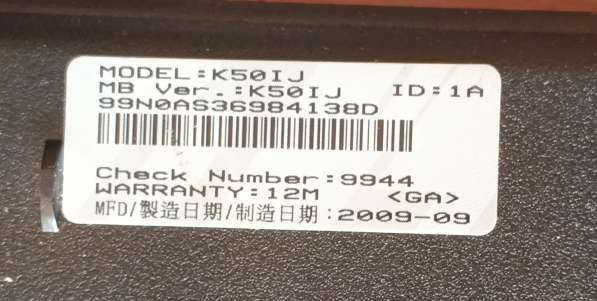 MODEL:K50IJ
MB Ver.:K50IJ ID:1A
99N0AS36984138D
Check Number:9944
WARRANTY:12M <GA>
MFD/製造日期/制造日期:2009-09